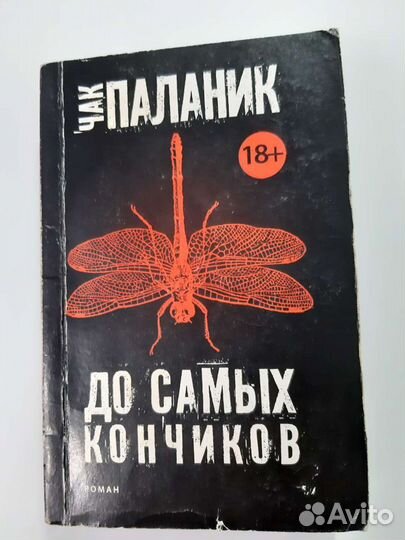 ЧАК
ПАЛАНИК
18+
ДО САМЫХ
КОНЧИКОВ
РОМАН
Avito